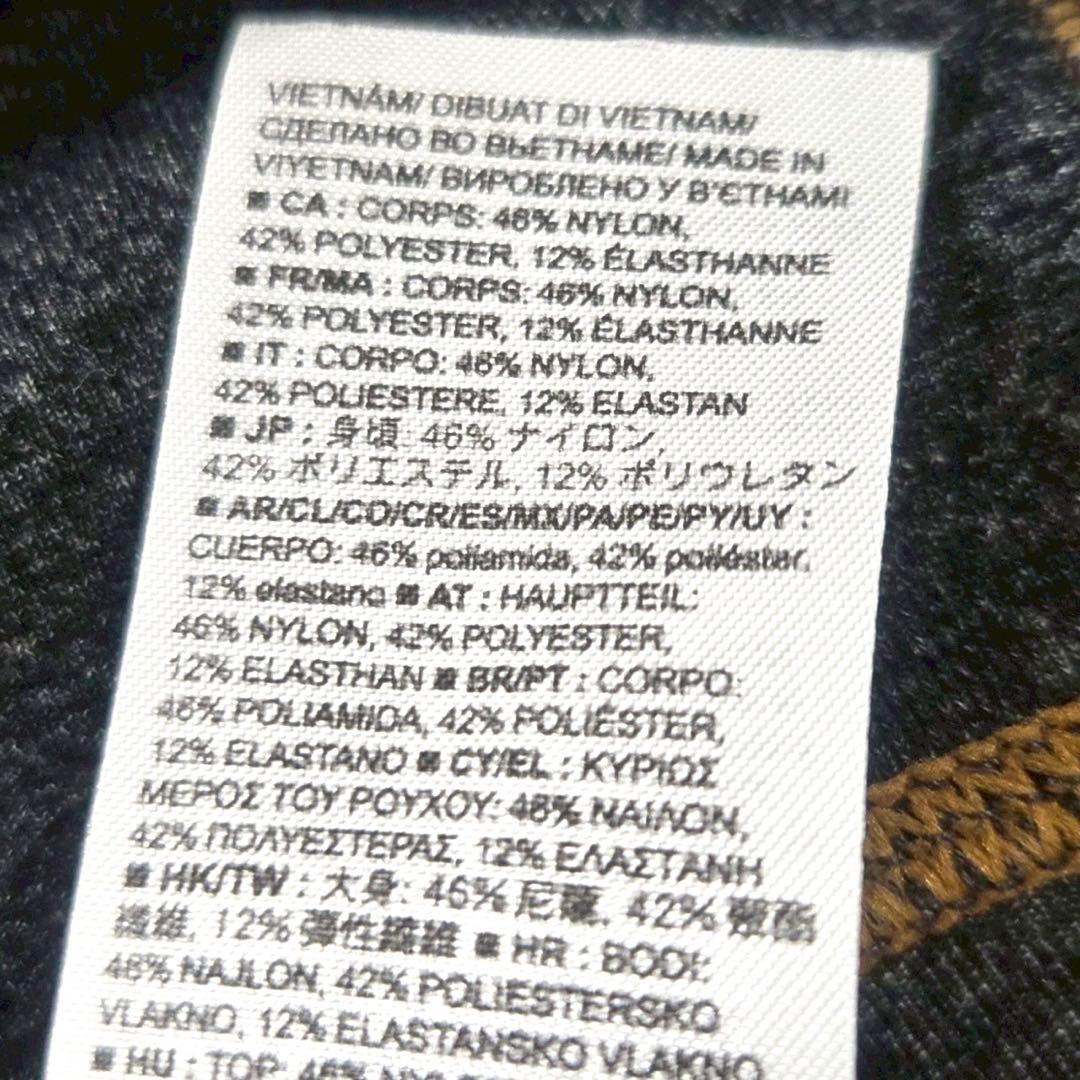 VIETNÁM/ DIBUAT DI VIETNAM/
СДЕЛАНО ВО ВЬЕТНАМЕ/ MADE IN
VIYETNAM/ ВИРОБЛЕНО У В'ЄТНАМІ
■ CA : CORPS: 46% NYLON,
42% POLYESTER, 12% ÉLASTHANNE
■ FR/MA : CORPS: 46% NYLON,
42% POLYESTER, 12% ÉLASTHANNE
■ IT : CORPO: 46% NYLON,
42% POLIESTERE, 12% ELASTAN
■ JP : 身頃: 46% ナイロン,
42% ポリエステル, 12% ポリウレタン
■ AR/CL/CO/CR/ES/MX/PA/PE/PY/UY :
CUERPO: 46% poliamida, 42% poliéster,
12% elastano ■ AT : HAUPTTEIL:
46% NYLON, 42% POLYESTER,
12% ELASTHAN ■ BR/PT : CORPO:
46% POLIAMIDA, 42% POLIÉSTER,
12% ELASTANO ■ CY/EL : ΚΥΡΙΩΣ
ΜΕΡΟΣ ΤΟΥ ΡΟΥΧΟΥ: 46% ΝΑΙΛΟΝ,
42% ΠΟΛΥΕΣΤΕΡΑΣ, 12% ΕΛΑΣΤΑΝΗ
■ HK/TW : 大身: 46% 尼龍, 42% 聚酯
纖維, 12% 彈性纖維 ■ HR : BODI:
46% NAJLON, 42% POLIESTERSKO
VLAKNO, 12% ELASTANSKO VLAKNO
■ HU : TOP: 46%